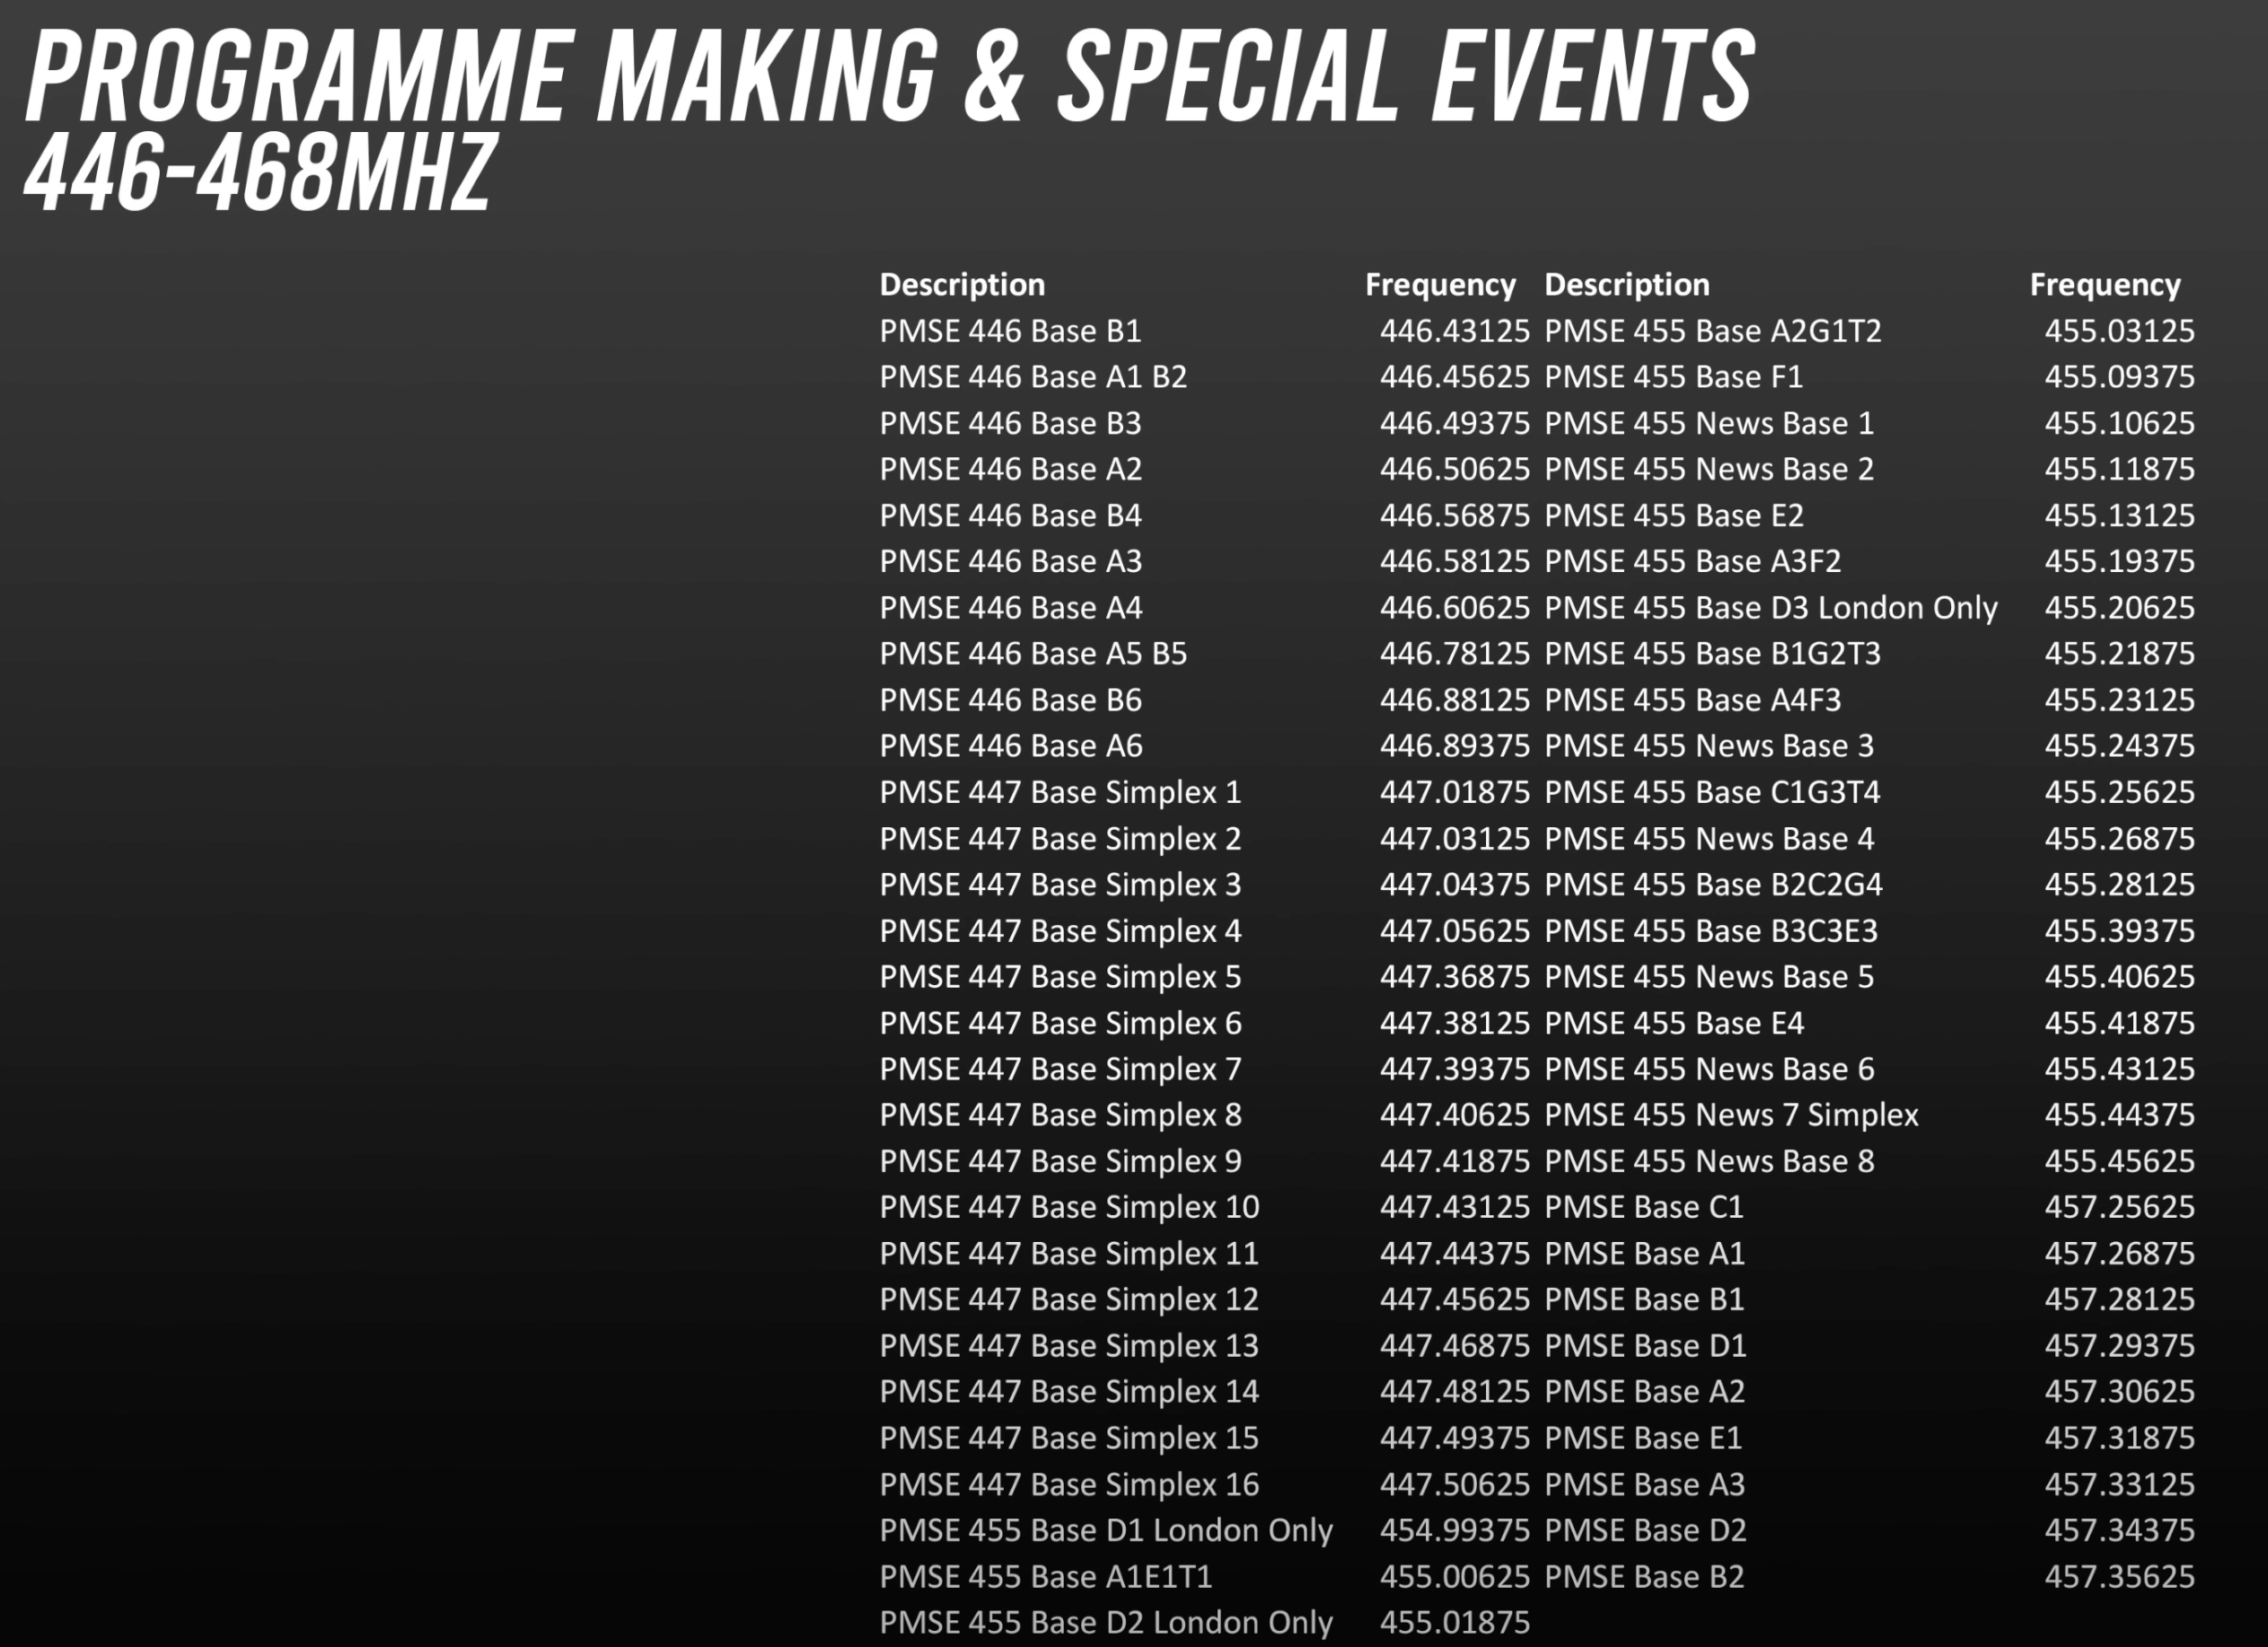 PROGRAMME MAKING & SPECIAL EVENTS
446-468MHZ
Description Frequency Description Frequency
PMSE 446 Base B1 446.43125 PMSE 455 Base A2G1T2 455.03125
PMSE 446 Base A1 B2 446.45625 PMSE 455 Base F1 455.09375
PMSE 446 Base B3 446.49375 PMSE 455 News Base 1 455.10625
PMSE 446 Base A2 446.50625 PMSE 455 News Base 2 455.11875
PMSE 446 Base B4 446.56875 PMSE 455 Base E2 455.13125
PMSE 446 Base A3 446.58125 PMSE 455 Base A3F2 455.19375
PMSE 446 Base A4 446.60625 PMSE 455 Base D3 London Only 455.20625
PMSE 446 Base A5 B5 446.78125 PMSE 455 Base B1G2T3 455.21875
PMSE 446 Base B6 446.88125 PMSE 455 Base A4F3 455.23125
PMSE 446 Base A6 446.89375 PMSE 455 News Base 3 455.24375
PMSE 447 Base Simplex 1 447.01875 PMSE 455 Base C1G3T4 455.25625
PMSE 447 Base Simplex 2 447.03125 PMSE 455 News Base 4 455.26875
PMSE 447 Base Simplex 3 447.04375 PMSE 455 Base B2C2G4 455.28125
PMSE 447 Base Simplex 4 447.05625 PMSE 455 Base B3C3E3 455.39375
PMSE 447 Base Simplex 5 447.36875 PMSE 455 News Base 5 455.40625
PMSE 447 Base Simplex 6 447.38125 PMSE 455 Base E4 455.41875
PMSE 447 Base Simplex 7 447.39375 PMSE 455 News Base 6 455.43125
PMSE 447 Base Simplex 8 447.40625 PMSE 455 News 7 Simplex 455.44375
PMSE 447 Base Simplex 9 447.41875 PMSE 455 News Base 8 455.45625
PMSE 447 Base Simplex 10 447.43125 PMSE Base C1 457.25625
PMSE 447 Base Simplex 11 447.44375 PMSE Base A1 457.26875
PMSE 447 Base Simplex 12 447.45625 PMSE Base B1 457.28125
PMSE 447 Base Simplex 13 447.46875 PMSE Base D1 457.29375
PMSE 447 Base Simplex 14 447.48125 PMSE Base A2 457.30625
PMSE 447 Base Simplex 15 447.49375 PMSE Base E1 457.31875
PMSE 447 Base Simplex 16 447.50625 PMSE Base A3 457.33125
PMSE 455 Base D1 London Only 454.99375 PMSE Base D2 457.34375
PMSE 455 Base A1E1T1 455.00625 PMSE Base B2 457.35625
PMSE 455 Base D2 London Only 455.01875